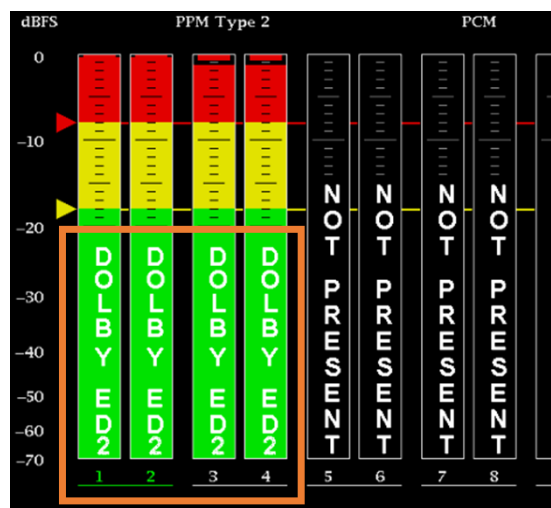 dBFS PPM Type 2 PCM
0
-10
-20
-30
-40
-50
-60
-70
DOLBY ED2
DOLBY ED2
DOLBY ED2
DOLBY ED2
NOT PRESENT
NOT PRESENT
NOT PRESENT
NOT PRESENT
1 2 3 4 5 6 7 8